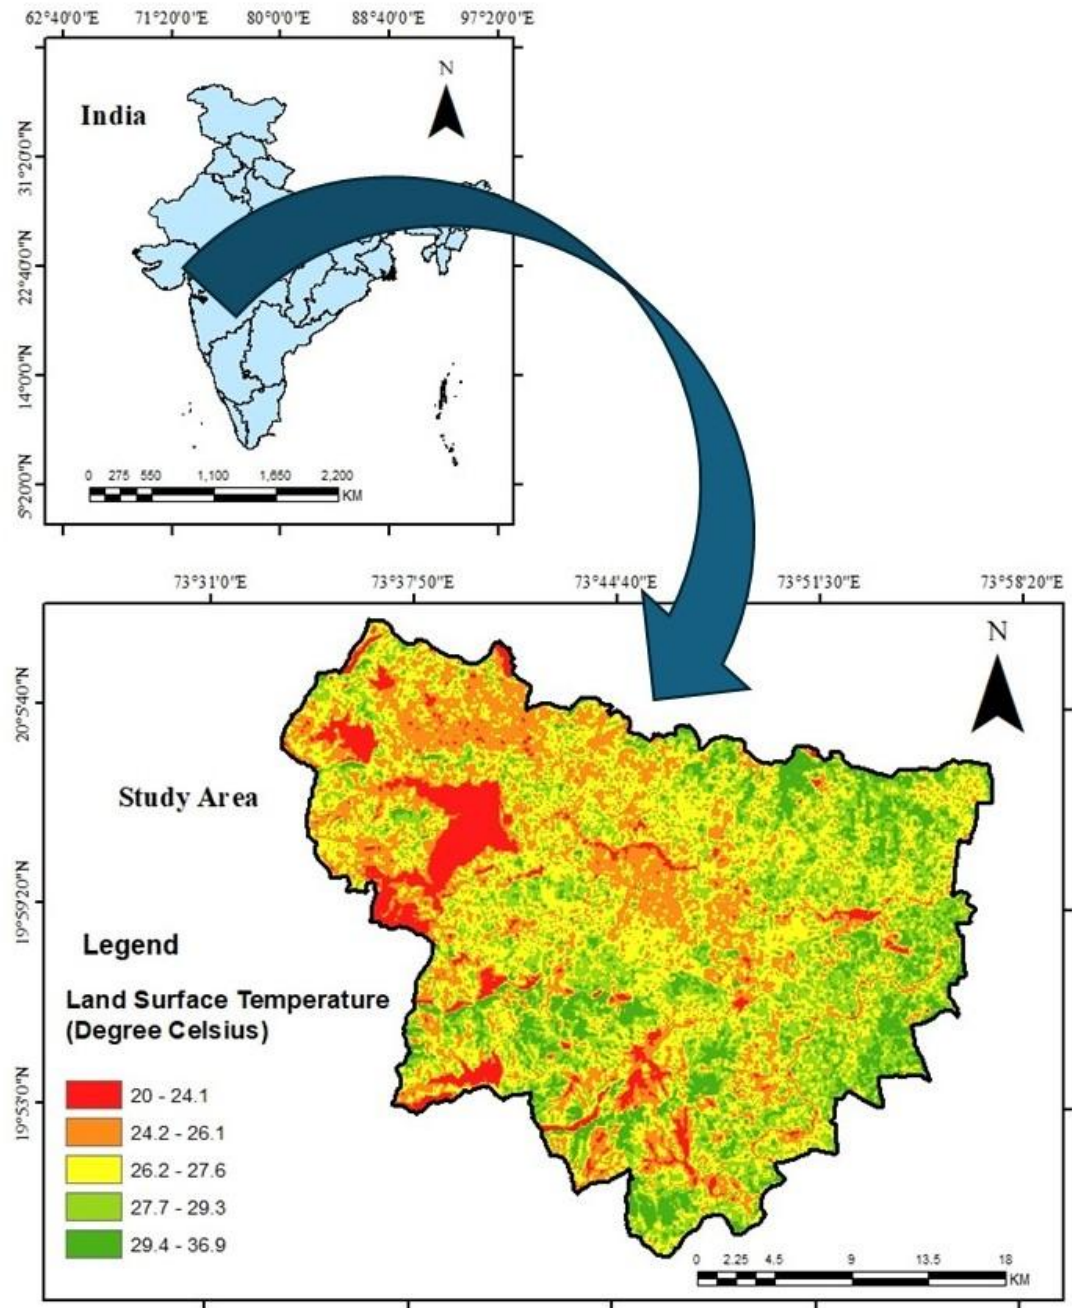 62°40'0"E 71°20'0"E 80°0'0"E 88°40'0"E 97°20'0"E
N
India
31°20'0"N
22°40'0"N
14°0'0"N
5°20'0"N
0 275 550 1,100 1,650 2,200
KM
73°31'0"E 73°37'50"E 73°44'40"E 73°51'30"E 73°58'20"E
N
20°5'40"N
Study Area
19°59'20"N
Legend
Land Surface Temperature
(Degree Celsius)
19°53'0"N
20 - 24.1
24.2 - 26.1
26.2 - 27.6
27.7 - 29.3
29.4 - 36.9
0 2.25 4.5 9 13.5 18
KM